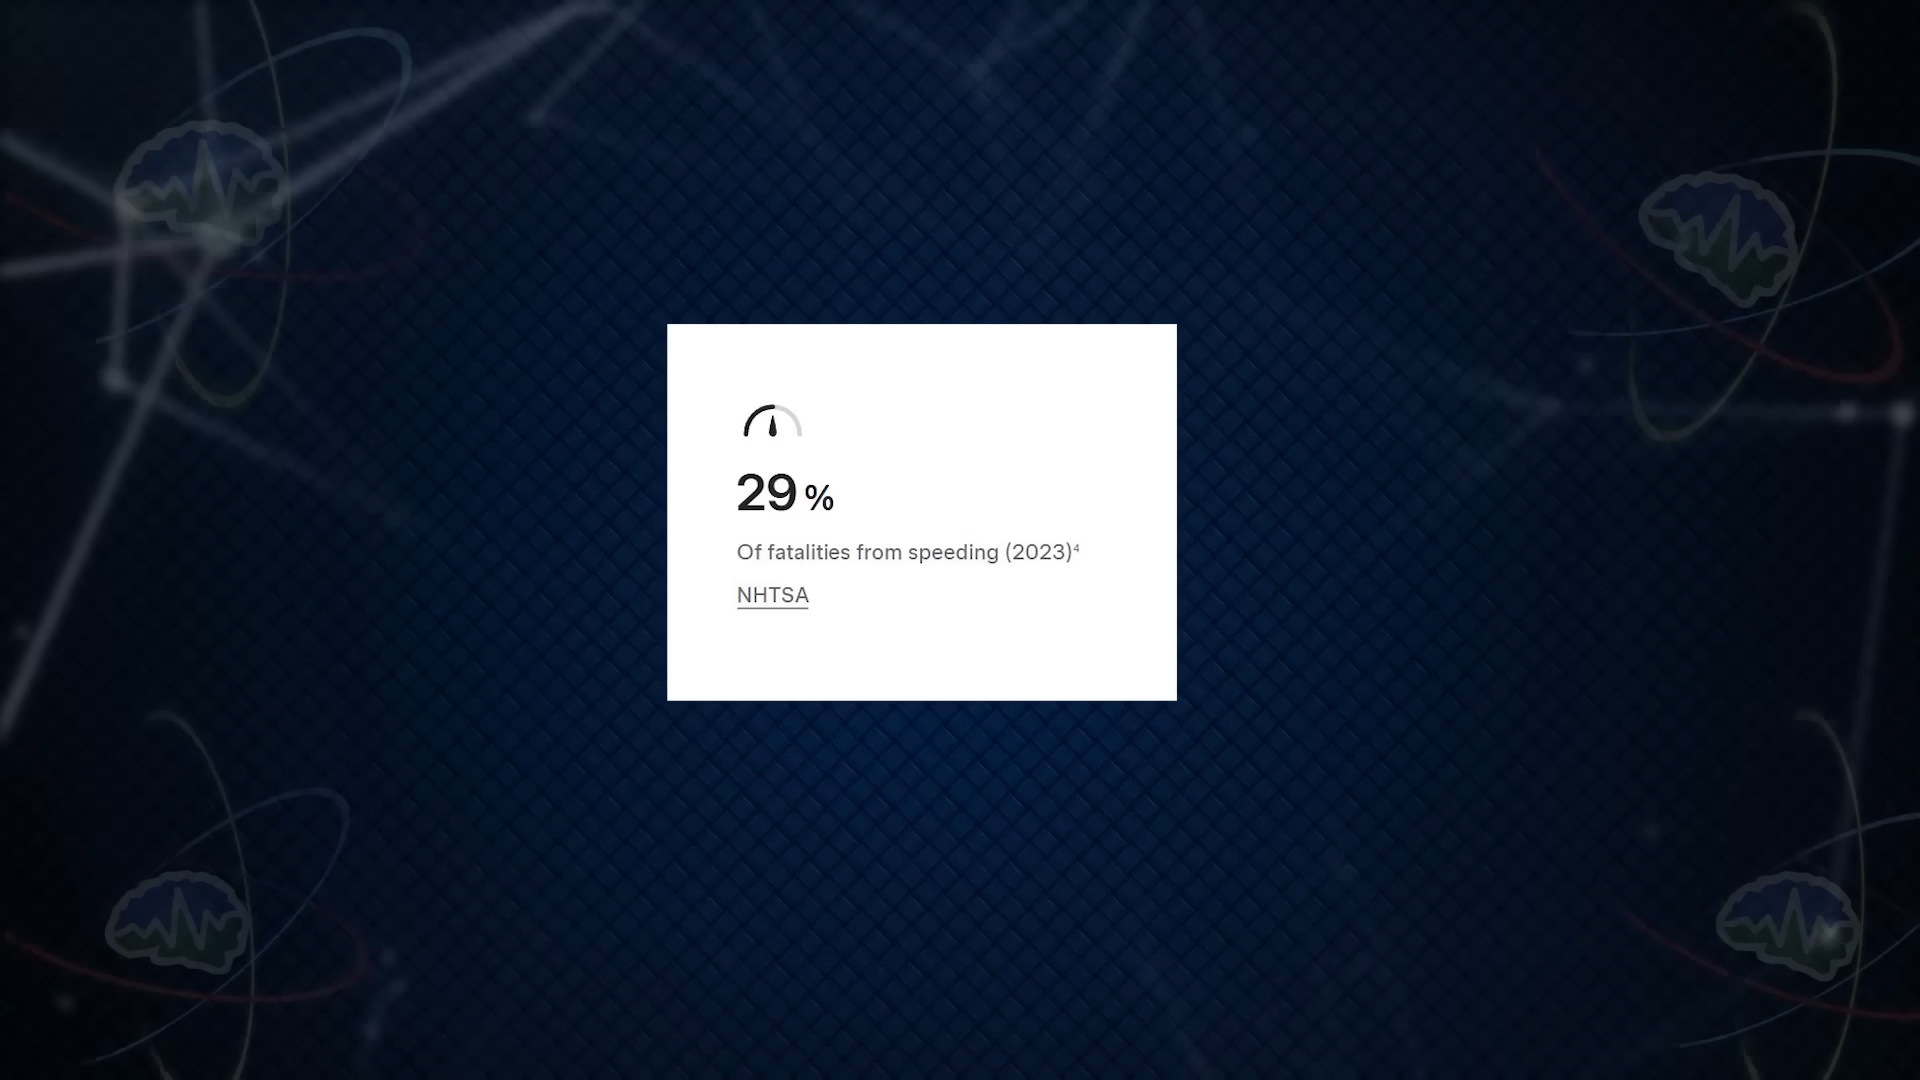 29 %
Of fatalities from speeding (2023)⁴
NHTSA